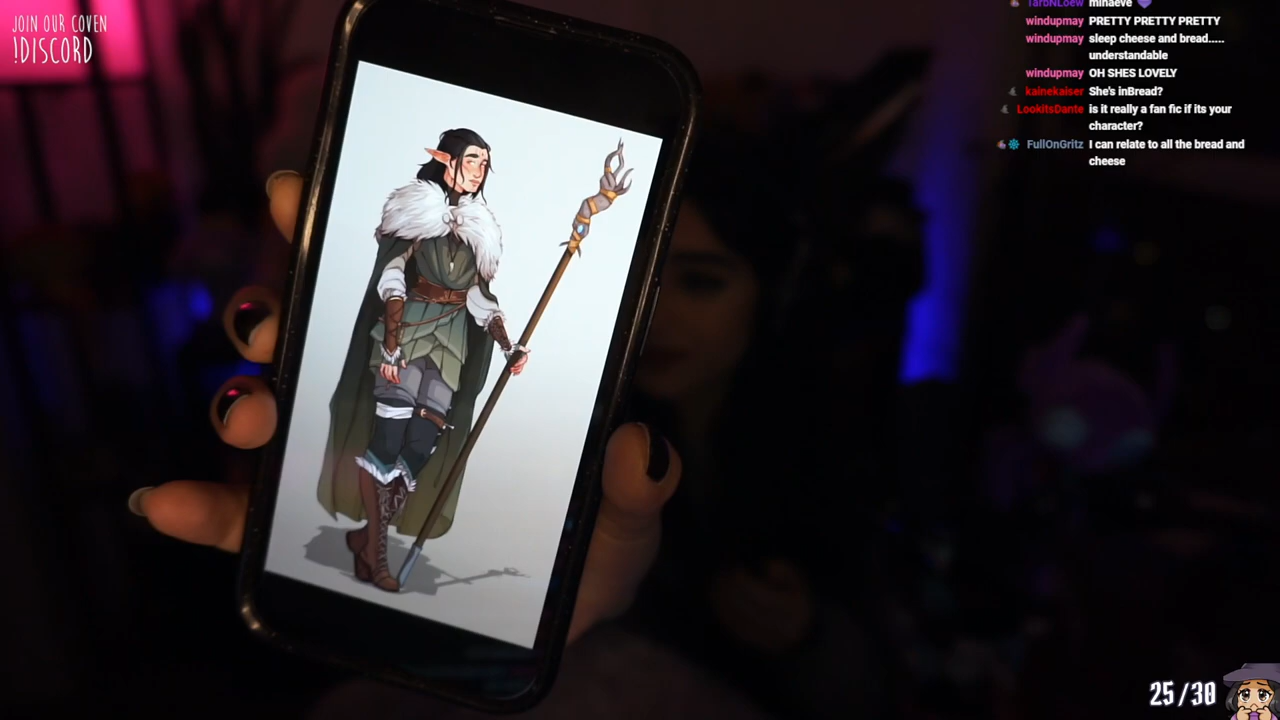 JOIN OUR COVEN
!DISCORD
TarbNLoew minaeve
windupmay PRETTY PRETTY PRETTY
windupmay sleep cheese and bread.....
understandable
windupmay OH SHES LOVELY
kainekaiser She's inBread?
LookitsDante is it really a fan fic if its your
character?
FullOnGritz I can relate to all the bread and
cheese
25/30